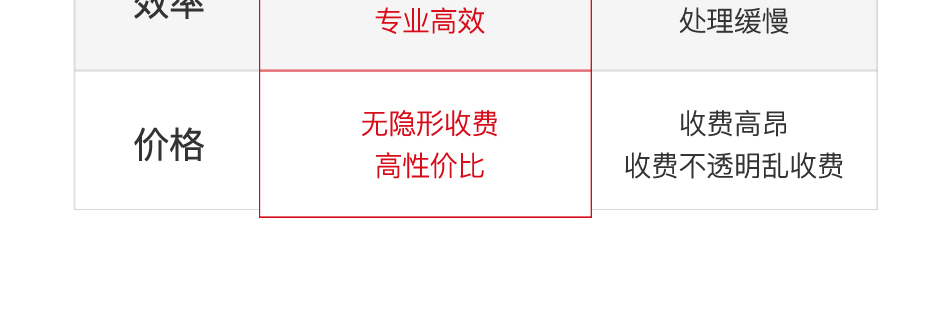 效率
专业高效
处理缓慢
价格
无隐形收费
高性价比
收费高昂
收费不透明乱收费